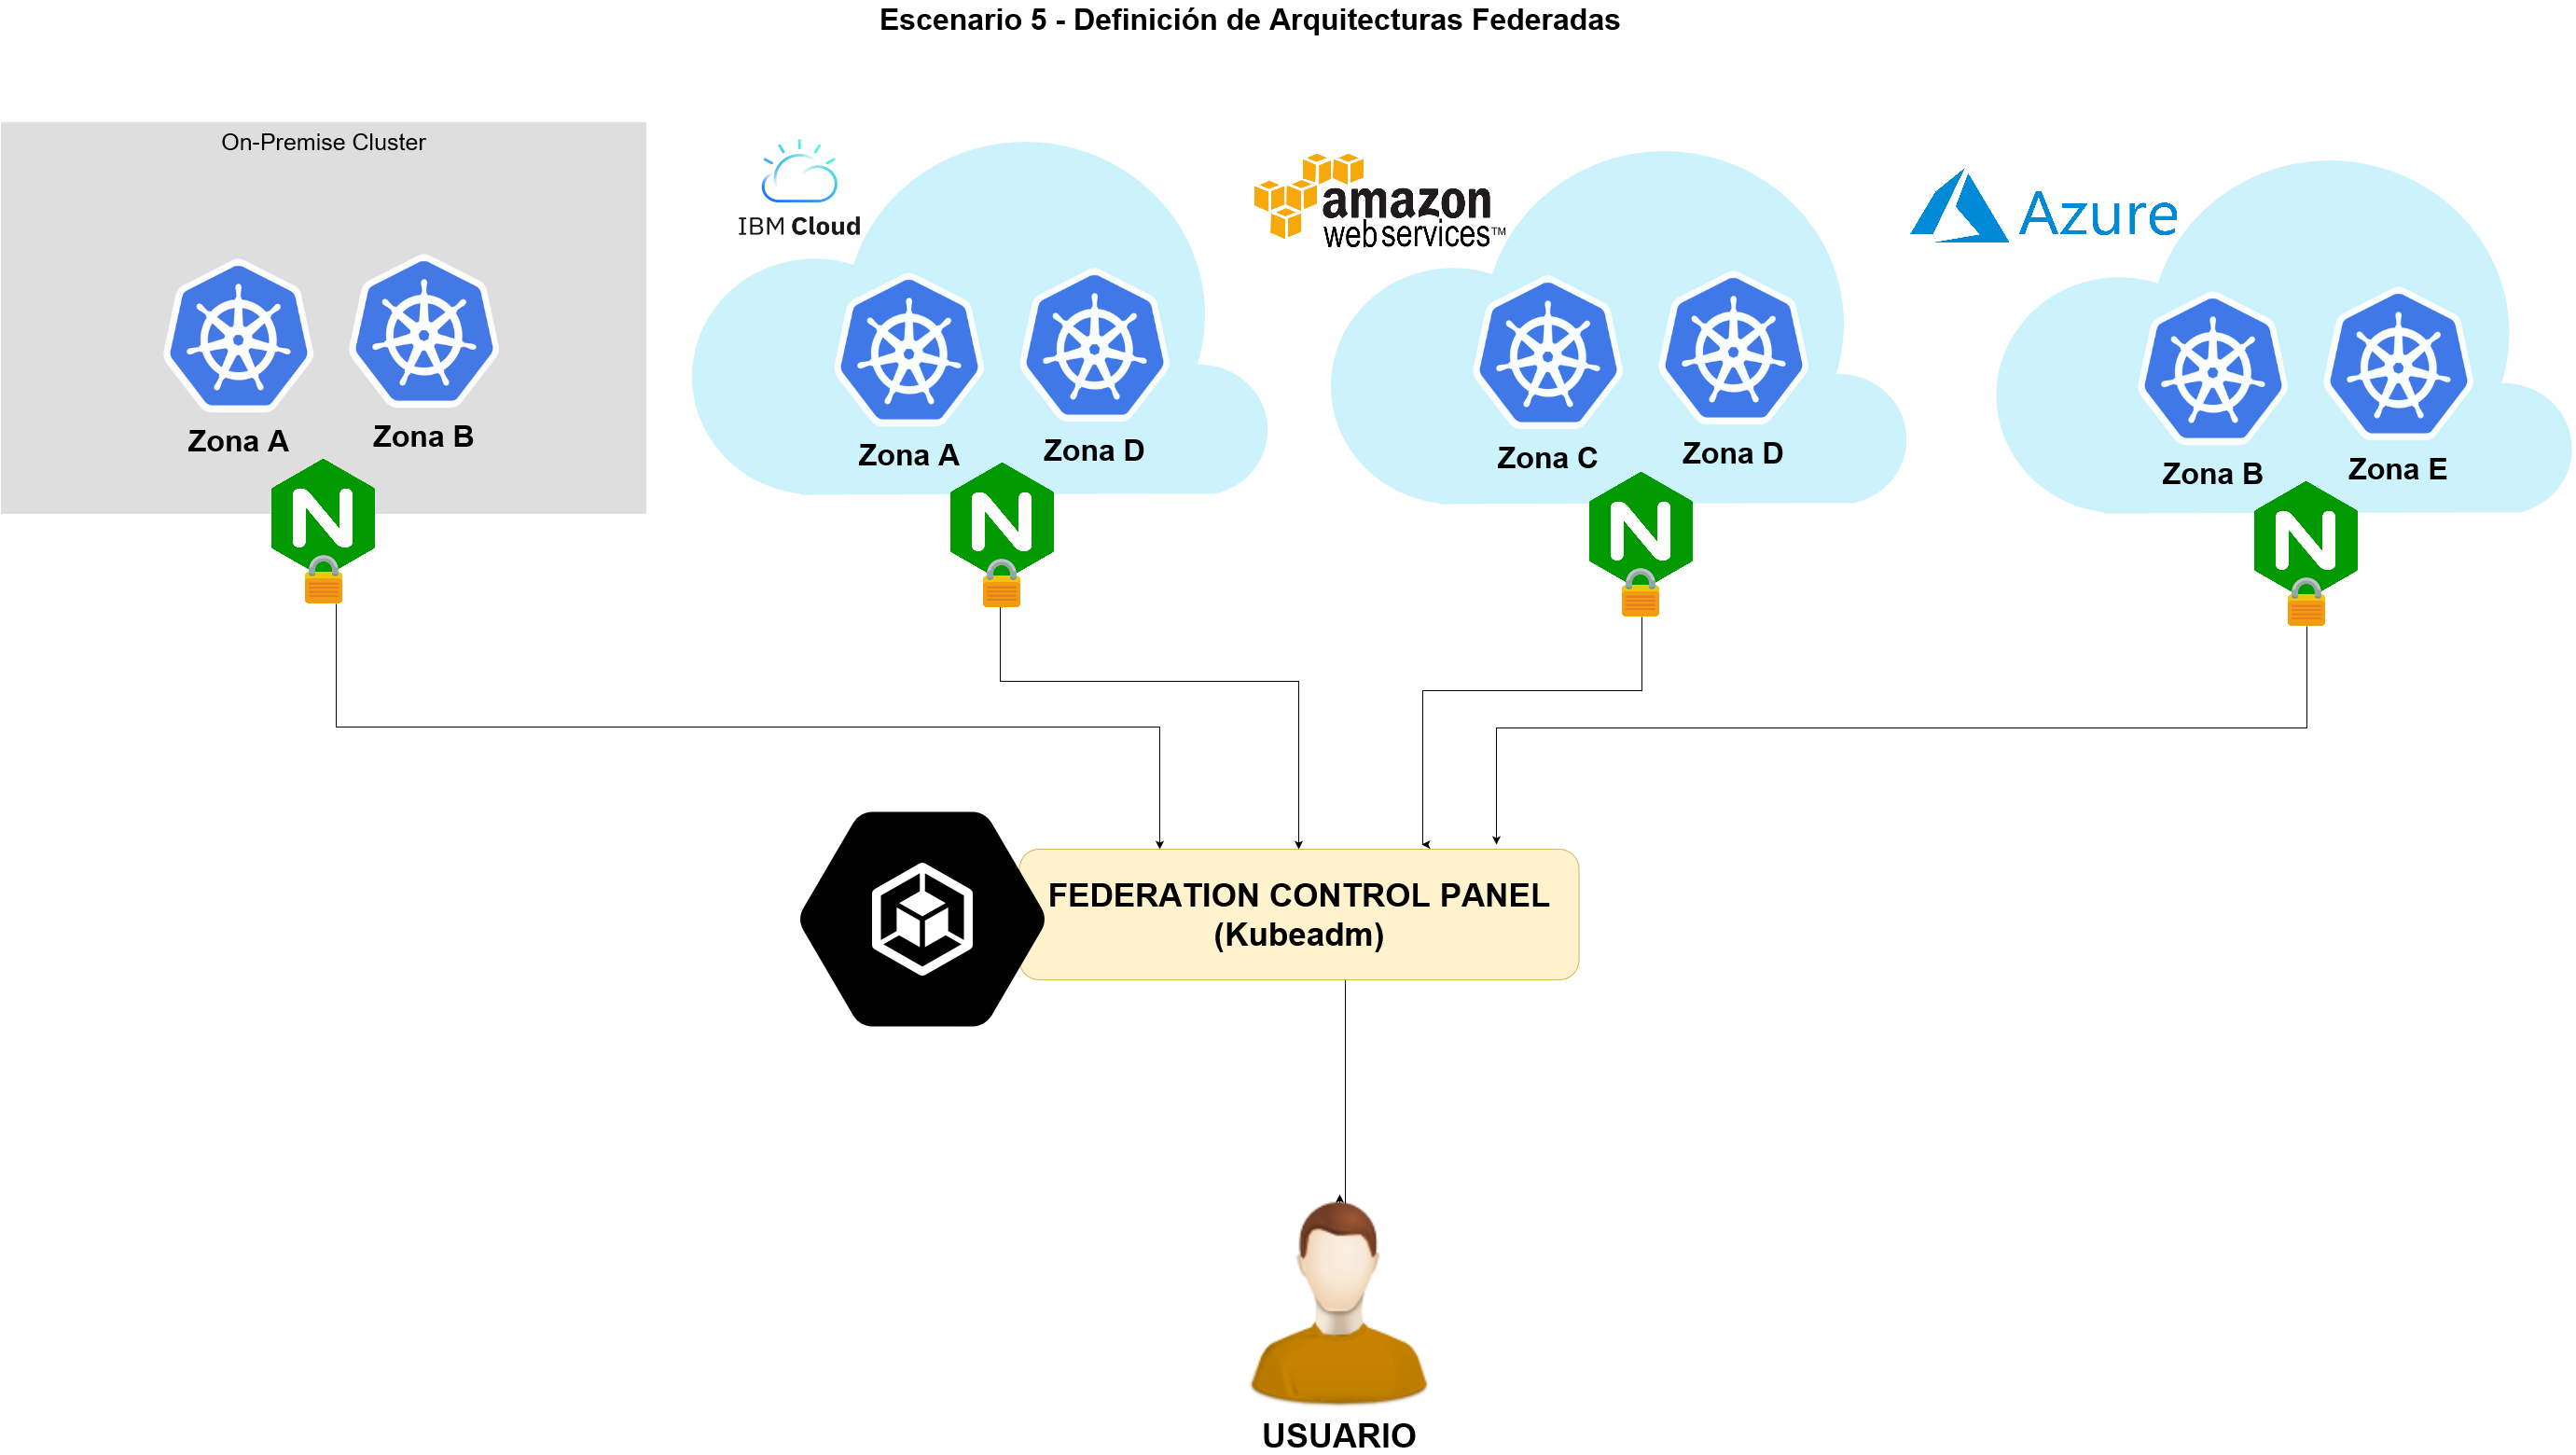 Escenario 5 - Definición de Arquitecturas Federadas
On-Premise Cluster
Zona A
Zona B
IBM Cloud
Zona A
Zona D
amazon
web services™
Zona C
Zona D
Azure
Zona B
Zona E
N
N
N
N
FEDERATION CONTROL PANEL
(Kubeadm)
USUARIO